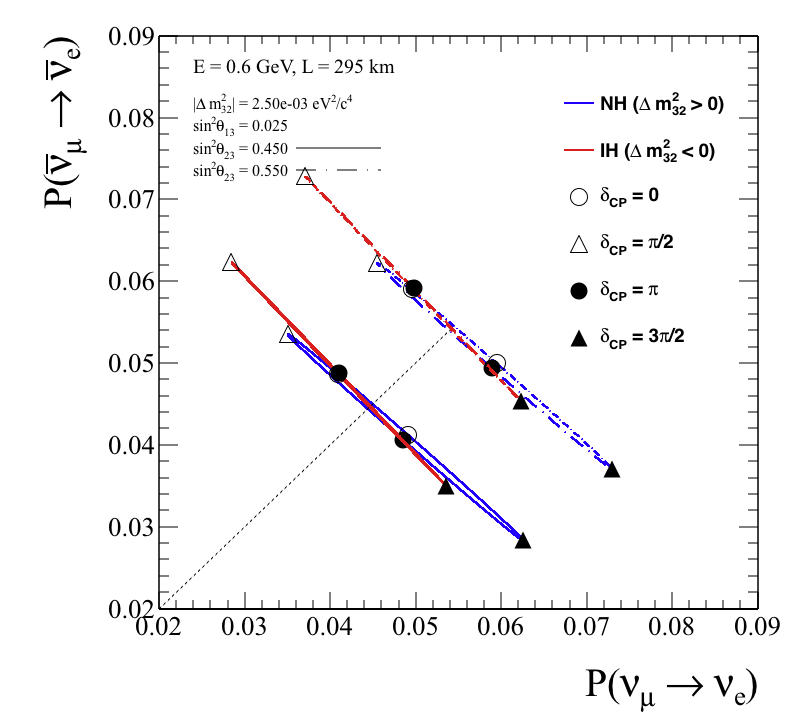 P(ν̅μ → ν̅e)
0.09
0.08
0.07
0.06
0.05
0.04
0.03
0.02
E = 0.6 GeV, L = 295 km
|Δ m²₃₂| = 2.50e-03 eV²/c⁴
sin²θ₁₃ = 0.025
sin²θ₂₃ = 0.450
sin²θ₂₃ = 0.550
NH (Δ m²₃₂ > 0)
IH (Δ m²₃₂ < 0)
δCP = 0
δCP = π/2
δCP = π
δCP = 3π/2
0.02 0.03 0.04 0.05 0.06 0.07 0.08 0.09
P(νμ → νe)